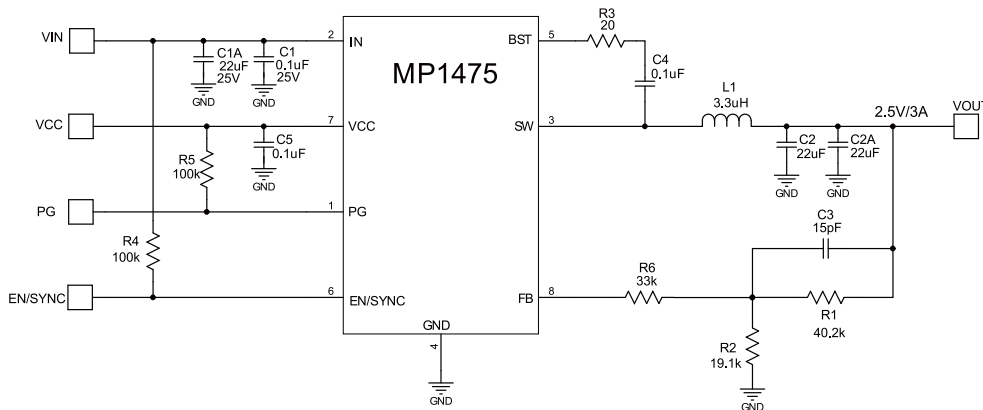 VIN
C1A
22uF
25V
GND
C1
0.1uF
25V
GND
2
IN
MP1475
BST
5
R3
20
C4
0.1uF
L1
3.3uH
VCC
7
VCC
C5
0.1uF
GND
R5
100k
SW
3
2.5V/3A
VOUT
C2
22uF
GND
C2A
22uF
GND
PG
1
PG
R4
100k
C3
15pF
EN/SYNC
6
EN/SYNC
FB
8
R6
33k
R1
40.2k
R2
19.1k
GND
GND
4
GND